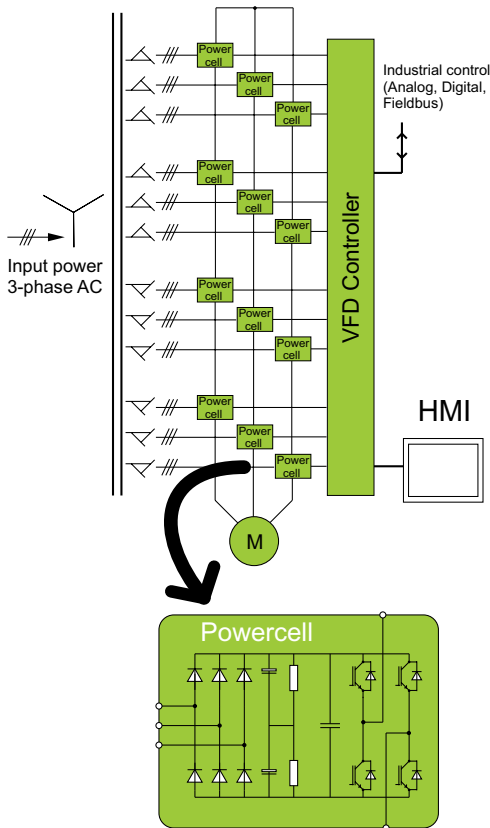 Power
cell
Power
cell
Power
cell
Industrial control
(Analog, Digital,
Fieldbus)
Power
cell
Power
cell
Power
cell
Input power
3-phase AC
VFD Controller
Power
cell
Power
cell
Power
cell
Power
cell
Power
cell
Power
cell
HMI
M
Powercell